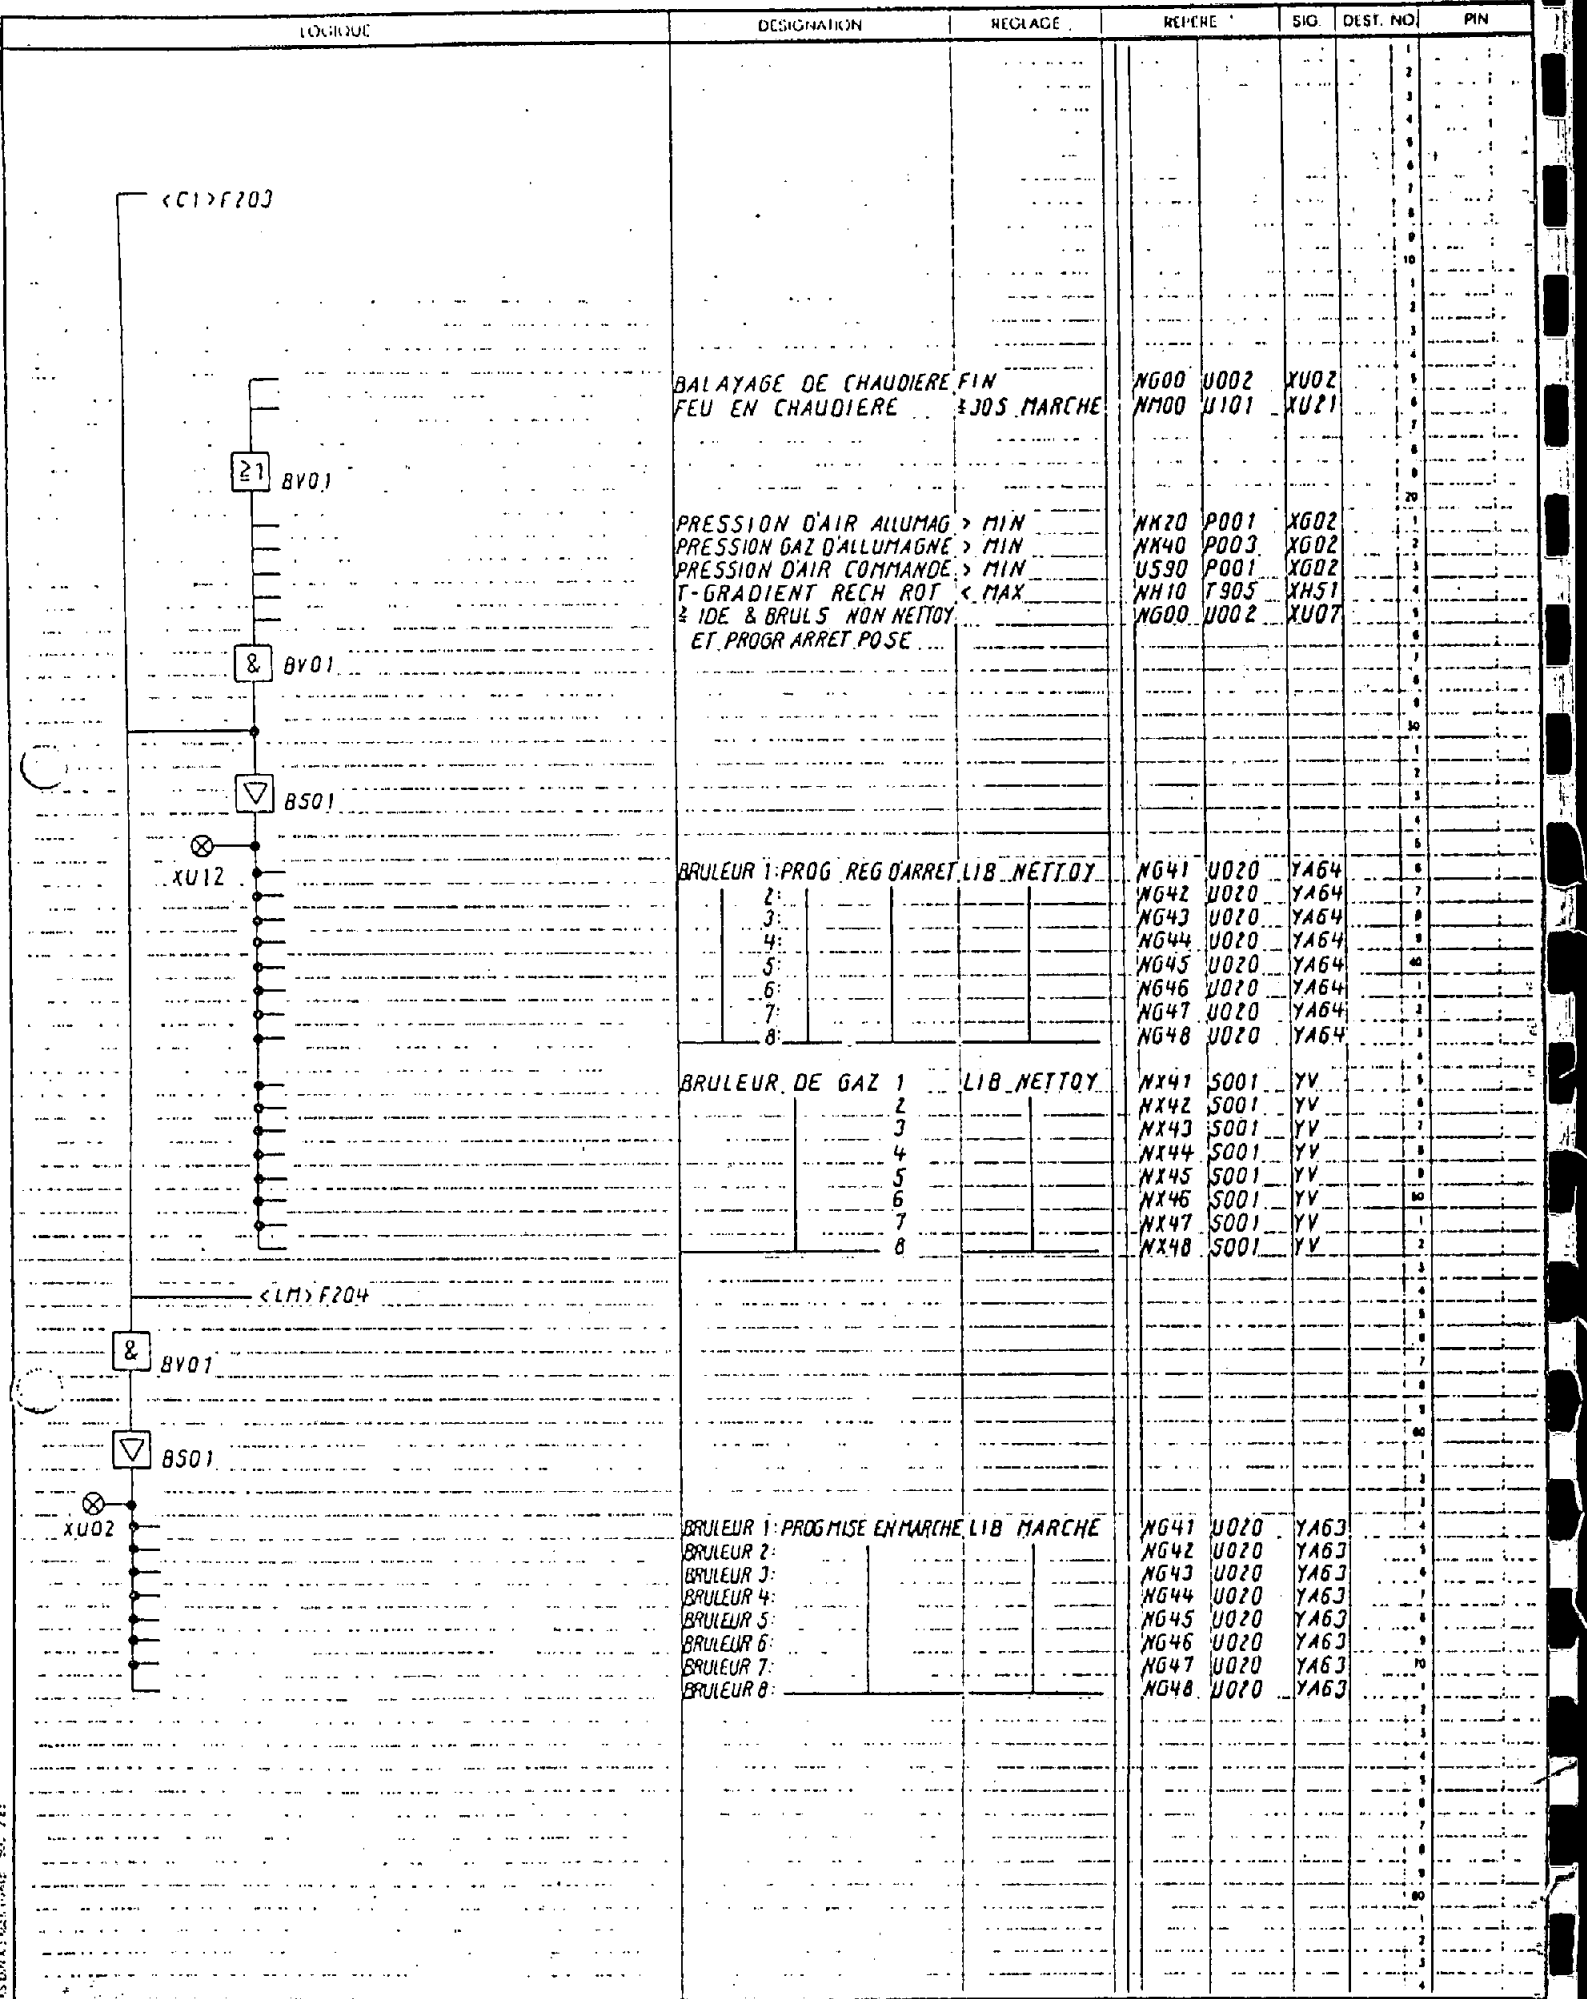 LOGIQUE DESIGNATION REGLAGE REPERE SIG. DEST. NO. PIN
<C1>F203
BALAYAGE DE CHAUDIERE FIN NG00 U002 XU02
FEU EN CHAUDIERE ≥30S MARCHE NM00 U101 XU21
≥1 BV01
PRESSION D'AIR ALLUMAG > MIN NK20 P001 XG02
PRESSION GAZ D'ALLUMAGNE > MIN NK40 P003 XG02
PRESSION D'AIR COMMANDE > MIN US90 P001 XG02
T-GRADIENT RECH ROT < MAX NH10 T905 XH51
≥ 1DE & BRULS NON NETTOY NG00 U002 XU07
ET PROGR ARRET POSE
& BV01
▽ BS01
XU12
BRULEUR 1: PROG REG D'ARRET LIB NETTOY NG41 U020 YA64
2: NG42 U020 YA64
3: NG43 U020 YA64
4: NG44 U020 YA64
5: NG45 U020 YA64
6: NG46 U020 YA64
7: NG47 U020 YA64
8: NG48 U020 YA64
BRULEUR DE GAZ 1 LIB NETTOY NX41 S001 YV
2 NX42 S001 YV
3 NX43 S001 YV
4 NX44 S001 YV
5 NX45 S001 YV
6 NX46 S001 YV
7 NX47 S001 YV
8 NX48 S001 YV
<LM>F204
& BV01
▽ BS01
XU02
BRULEUR 1: PROG MISE EN MARCHE LIB MARCHE NG41 U020 YA63
BRULEUR 2: NG42 U020 YA63
BRULEUR 3: NG43 U020 YA63
BRULEUR 4: NG44 U020 YA63
BRULEUR 5: NG45 U020 YA63
BRULEUR 6: NG46 U020 YA63
BRULEUR 7: NG47 U020 YA63
BRULEUR 8: NG48 U020 YA63